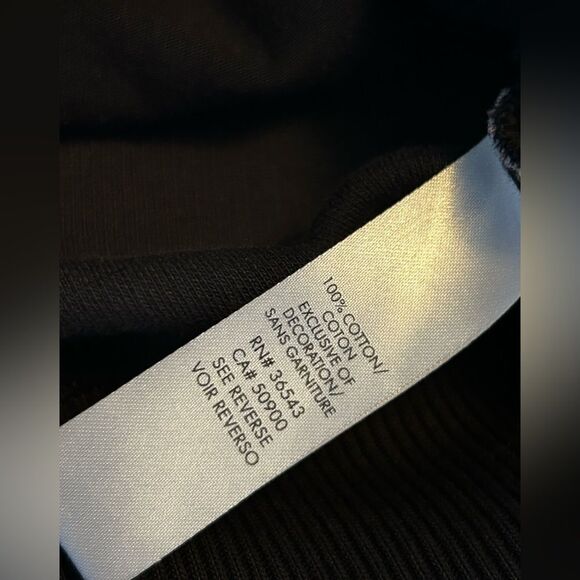 100% COTTON/
COTON
EXCLUSIVE OF
DECORATION/
SANS GARNITURE
RN# 36543
CA# 50900
SEE REVERSE
VOIR REVERSO